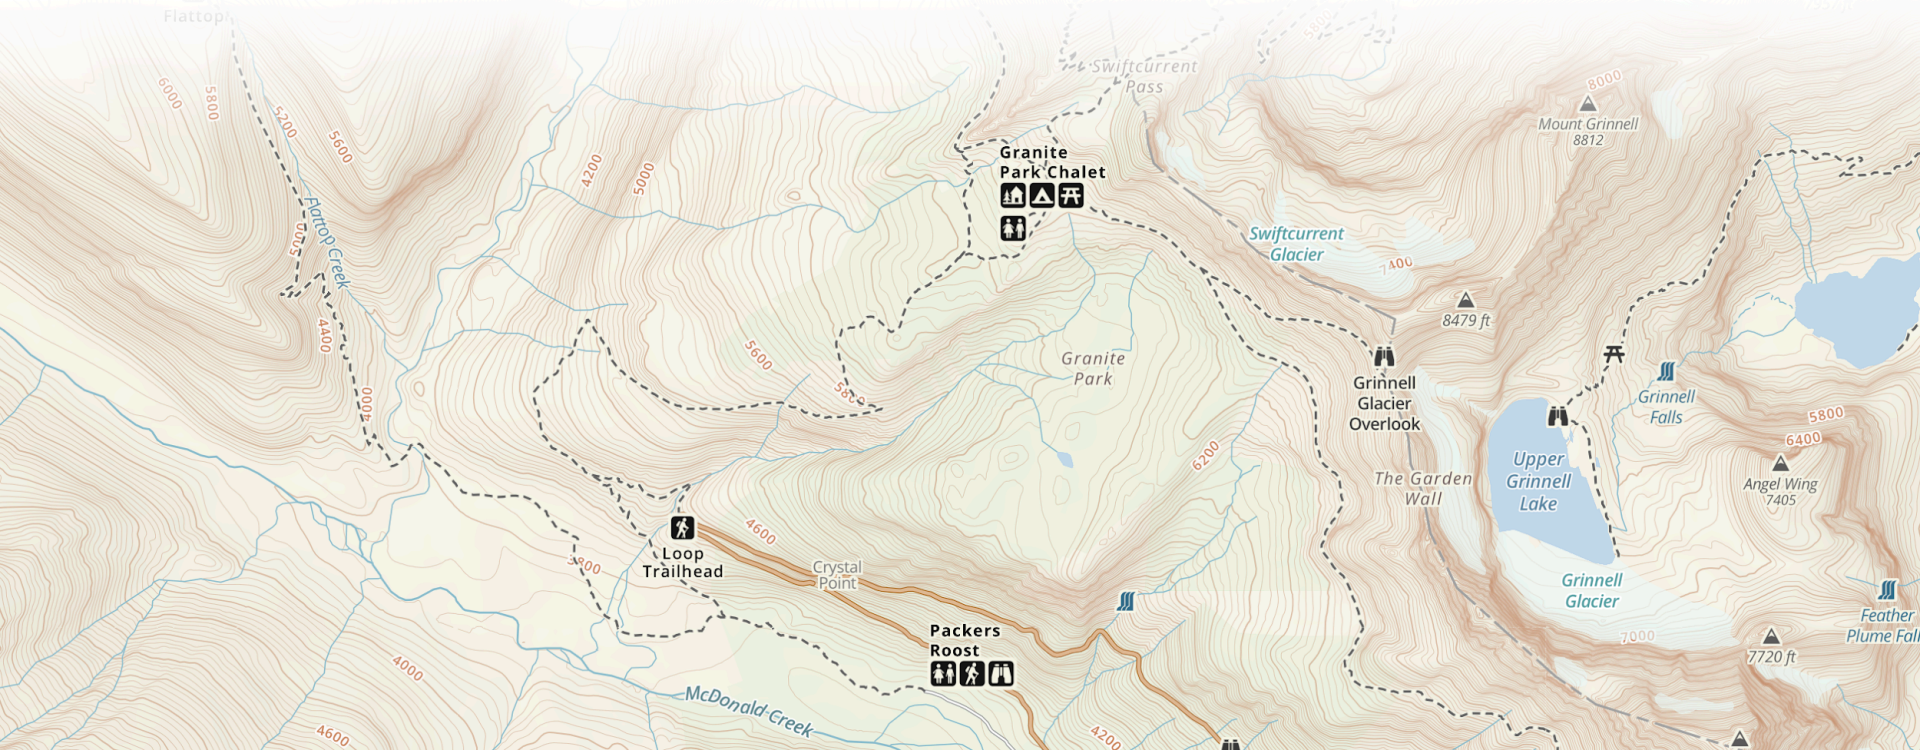 Flattop
Swiftcurrent
Pass
8000
Mount Grinnell
8812
6000
5800
5200
5600
4200
5000
Granite
Park Chalet
Flattop Creek
5000
Swiftcurrent
Glacier
7400
8479 ft
4400
5600
Granite
Park
4000
Grinnell
Glacier
Overlook
Grinnell
Falls
5800
6400
6200
Upper
Grinnell
Lake
The Garden
Wall
Angel Wing
7405
4600
Loop
Trailhead
Crystal
Point
Grinnell
Glacier
Feather
Plume Fall
Packers
Roost
7000
7720 ft
4000
McDonald Creek
4600
4200